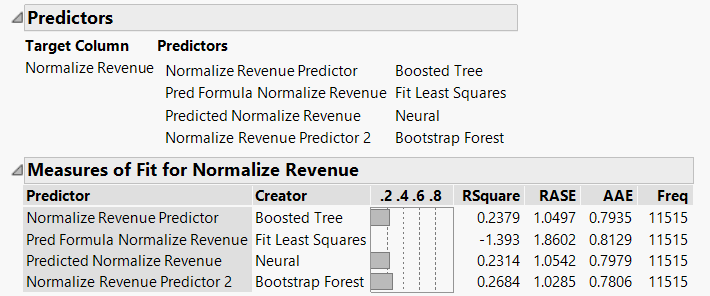 Predictors
Target Column Predictors
Normalize Revenue Normalize Revenue Predictor Boosted Tree
Pred Formula Normalize Revenue Fit Least Squares
Predicted Normalize Revenue Neural
Normalize Revenue Predictor 2 Bootstrap Forest
Measures of Fit for Normalize Revenue
Predictor Creator .2 .4 .6 .8 RSquare RASE AAE Freq
Normalize Revenue Predictor Boosted Tree 0.2379 1.0497 0.7935 11515
Pred Formula Normalize Revenue Fit Least Squares -1.393 1.8602 0.8129 11515
Predicted Normalize Revenue Neural 0.2314 1.0542 0.7979 11515
Normalize Revenue Predictor 2 Bootstrap Forest 0.2684 1.0285 0.7806 11515